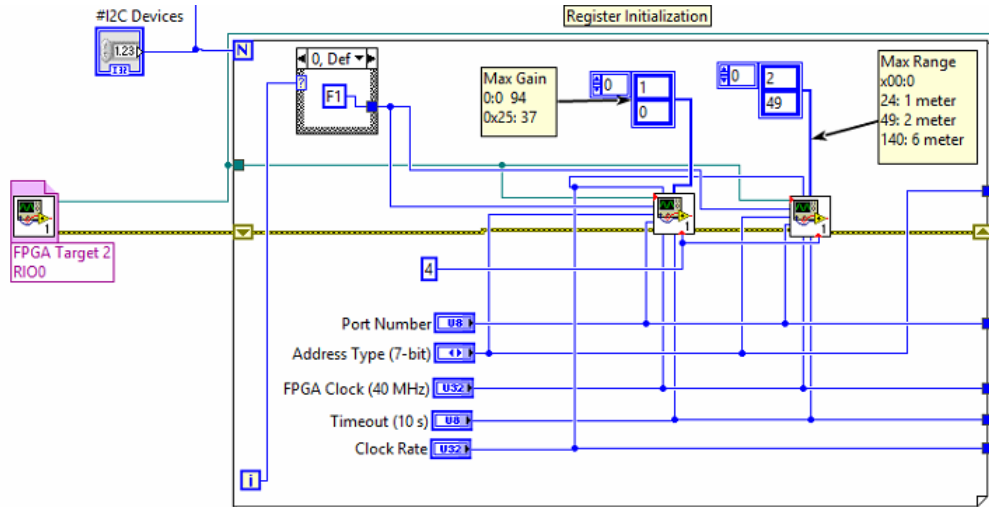 #I2C Devices
1.23
I32
Register Initialization
N
0, Def
?
F1
Max Gain
0:0  94
0x25: 37
0
1
0
0
2
49
Max Range
x00:0
24: 1 meter
49: 2 meter
140: 6 meter
1
FPGA Target 2
RIO0
1
1
4
Port Number
U8
Address Type (7-bit)
FPGA Clock (40 MHz)
U32
Timeout (10 s)
U8
Clock Rate
U32
i